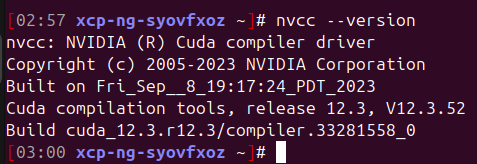 [02:57 xcp-ng-syovfxoz ~]# nvcc --version
nvcc: NVIDIA (R) Cuda compiler driver
Copyright (c) 2005-2023 NVIDIA Corporation
Built on Fri_Sep__8_19:17:24_PDT_2023
Cuda compilation tools, release 12.3, V12.3.52
Build cuda_12.3.r12.3/compiler.33281558_0
[03:00 xcp-ng-syovfxoz ~]#